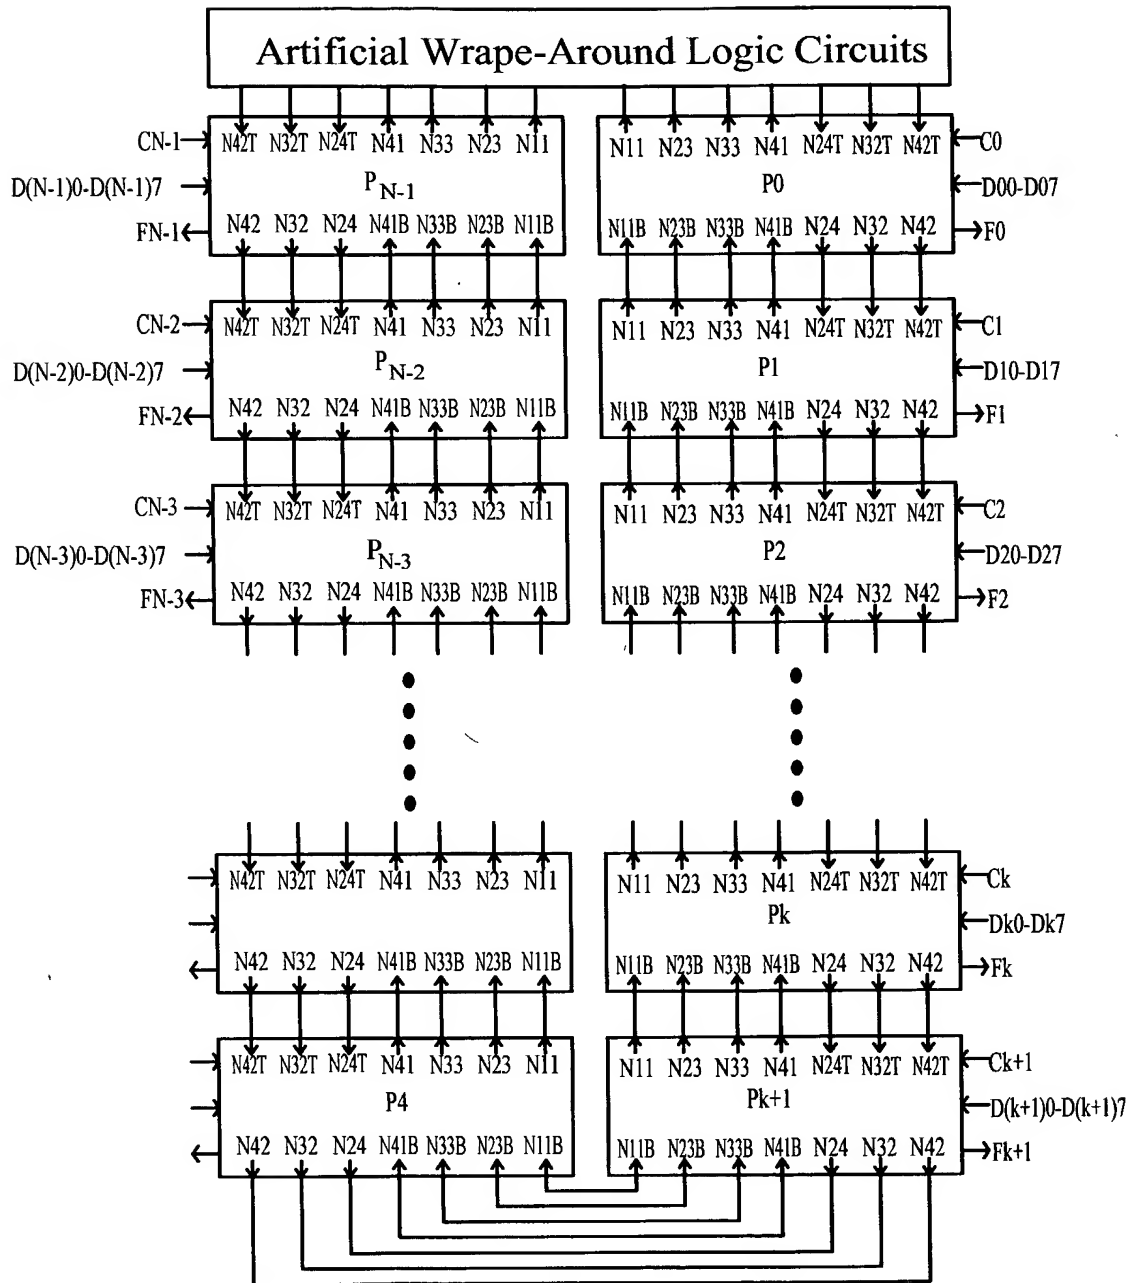 Artificial Wrape-Around Logic Circuits
CN-1 N42T N32T N24T N41 N33 N23 N11 N11 N23 N33 N41 N24T N32T N42T C0
D(N-1)0-D(N-1)7 PN-1 P0 D00-D07
FN-1 N42 N32 N24 N41B N33B N23B N11B N11B N23B N33B N41B N24 N32 N42 F0
CN-2 N42T N32T N24T N41 N33 N23 N11 N11 N23 N33 N41 N24T N32T N42T C1
D(N-2)0-D(N-2)7 PN-2 P1 D10-D17
FN-2 N42 N32 N24 N41B N33B N23B N11B N11B N23B N33B N41B N24 N32 N42 F1
CN-3 N42T N32T N24T N41 N33 N23 N11 N11 N23 N33 N41 N24T N32T N42T C2
D(N-3)0-D(N-3)7 PN-3 P2 D20-D27
FN-3 N42 N32 N24 N41B N33B N23B N11B N11B N23B N33B N41B N24 N32 N42 F2
N42T N32T N24T N41 N33 N23 N11 N11 N23 N33 N41 N24T N32T N42T Ck
Pk Dk0-Dk7
N42 N32 N24 N41B N33B N23B N11B N11B N23B N33B N41B N24 N32 N42 Fk
N42T N32T N24T N41 N33 N23 N11 N11 N23 N33 N41 N24T N32T N42T Ck+1
P4 Pk+1 D(k+1)0-D(k+1)7
N42 N32 N24 N41B N33B N23B N11B N11B N23B N33B N41B N24 N32 N42 Fk+1